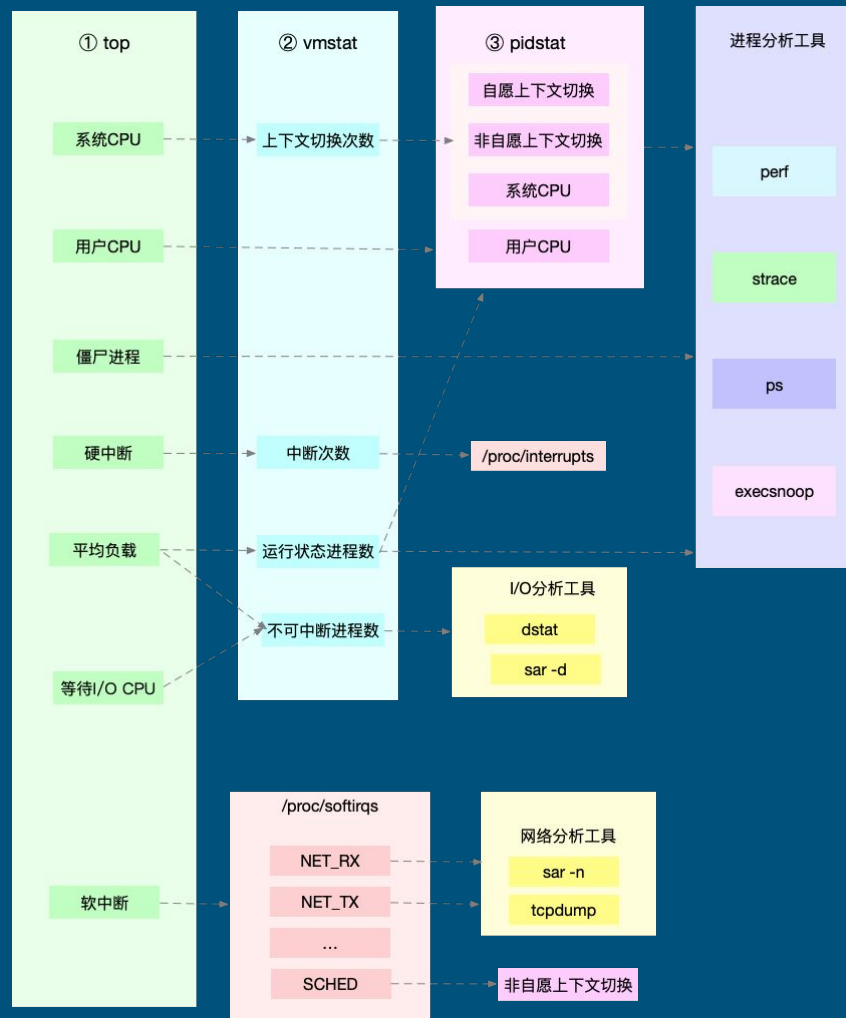 ① top
系统CPU
用户CPU
僵尸进程
硬中断
平均负载
等待I/O CPU
软中断
② vmstat
上下文切换次数
中断次数
运行状态进程数
不可中断进程数
③ pidstat
自愿上下文切换
非自愿上下文切换
系统CPU
用户CPU
/proc/interrupts
I/O分析工具
dstat
sar -d
进程分析工具
perf
strace
ps
execsnoop
/proc/softirqs
NET_RX
NET_TX
...
SCHED
网络分析工具
sar -n
tcpdump
非自愿上下文切换